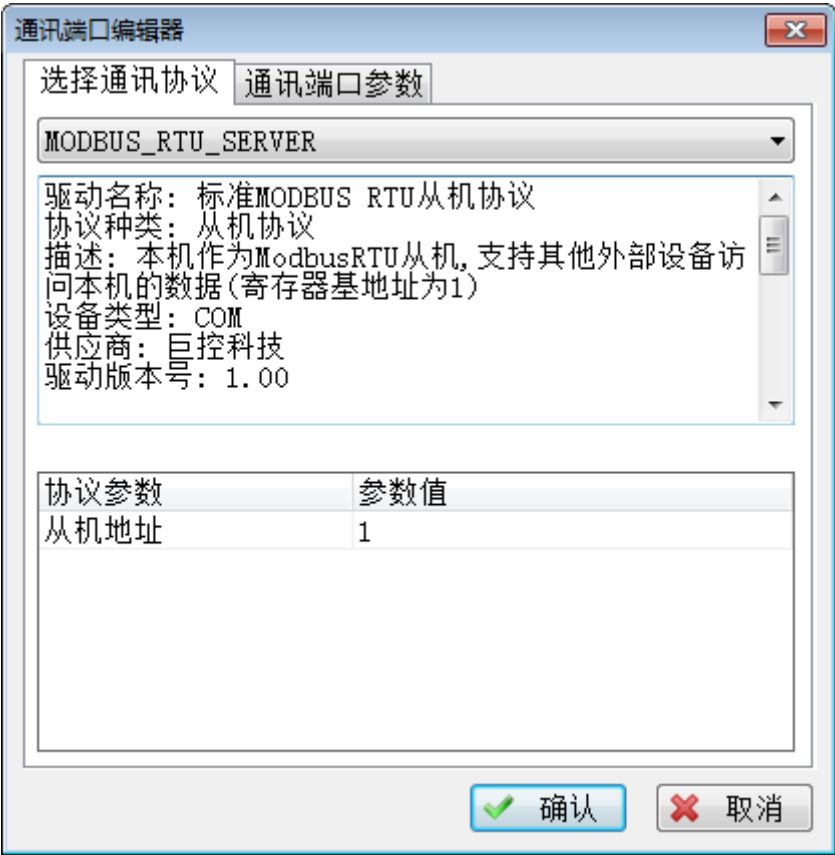 通讯端口编辑器
选择通讯协议 通讯端口参数
MODBUS_RTU_SERVER
驱动名称: 标准MODBUS RTU从机协议
协议种类: 从机协议
描述: 本机作为ModbusRTU从机,支持其他外部设备访
问本机的数据(寄存器基地址为1)
设备类型: COM
供应商: 巨控科技
驱动版本号: 1.00
协议参数 参数值
从机地址 1
确认 取消